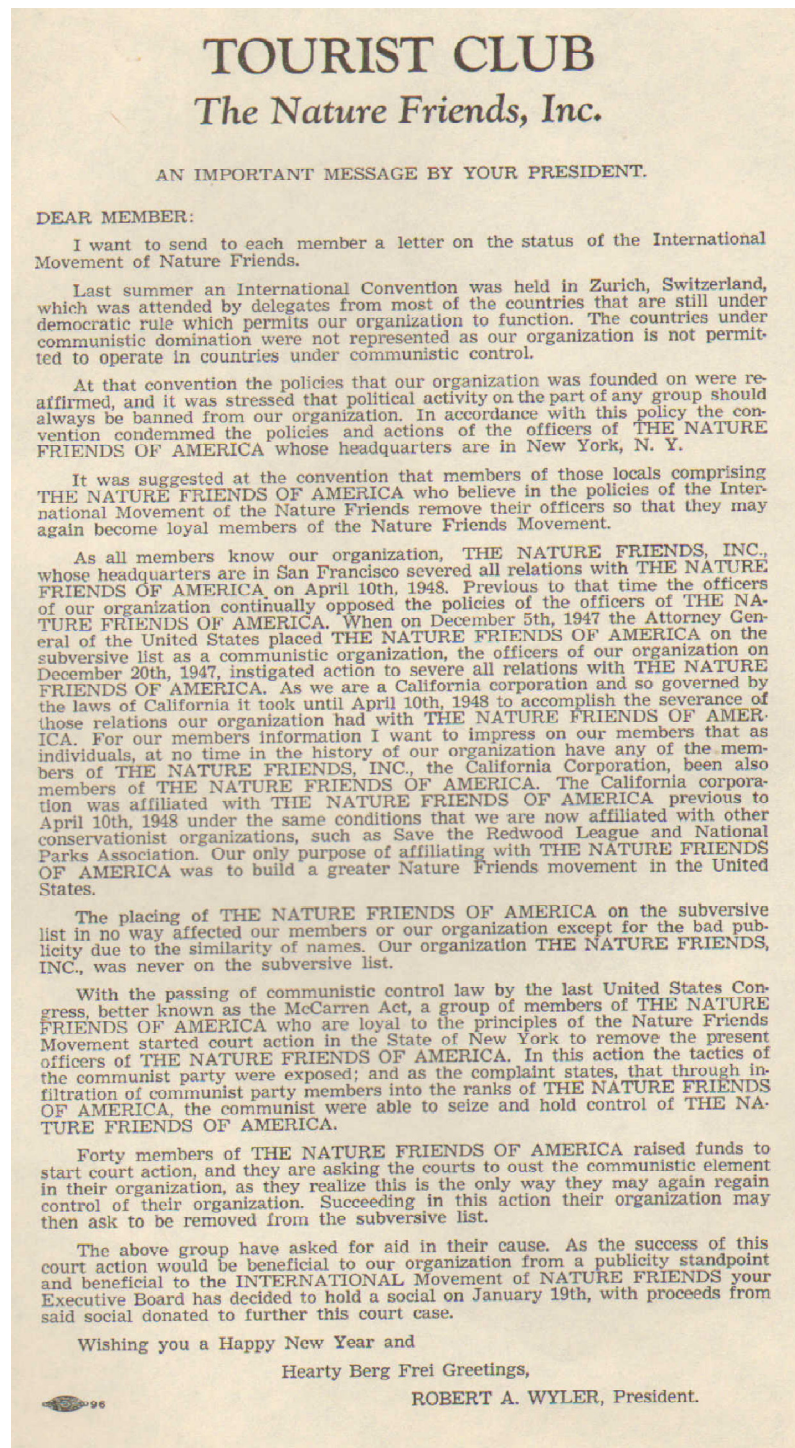 TOURIST CLUB
The Nature Friends, Inc.
AN IMPORTANT MESSAGE BY YOUR PRESIDENT.
DEAR MEMBER:
I want to send to each member a letter on the status of the International
Movement of Nature Friends.
Last summer an International Convention was held in Zurich, Switzerland,
which was attended by delegates from most of the countries that are still under
democratic rule which permits our organization to function. The countries under
communistic domination were not represented as our organization is not permit-
ted to operate in countries under communistic control.
At that convention the policies that our organization was founded on were re-
affirmed, and it was stressed that political activity on the part of any group should
always be banned from our organization. In accordance with this policy the con-
vention condemmed the policies and actions of the officers of THE NATURE
FRIENDS OF AMERICA whose headquarters are in New York, N. Y.
It was suggested at the convention that members of those locals comprising
THE NATURE FRIENDS OF AMERICA who believe in the policies of the Inter-
national Movement of the Nature Friends remove their officers so that they may
again become loyal members of the Nature Friends Movement.
As all members know our organization, THE NATURE FRIENDS, INC.,
whose headquarters are in San Francisco severed all relations with THE NATURE
FRIENDS OF AMERICA on April 10th, 1948. Previous to that time the officers
of our organization continually opposed the policies of the officers of THE NA-
TURE FRIENDS OF AMERICA. When on December 5th, 1947 the Attorney Gen-
eral of the United States placed THE NATURE FRIENDS OF AMERICA on the
subversive list as a communistic organization, the officers of our organization on
December 20th, 1947, instigated action to severe all relations with THE NATURE
FRIENDS OF AMERICA. As we are a California corporation and so governed by
the laws of California it took until April 10th, 1948 to accomplish the severance of
those relations our organization had with THE NATURE FRIENDS OF AMER-
ICA. For our members information I want to impress on our members that as
individuals, at no time in the history of our organization have any of the mem-
bers of THE NATURE FRIENDS, INC., the California Corporation, been also
members of THE NATURE FRIENDS OF AMERICA. The California corpora-
tion was affiliated with THE NATURE FRIENDS OF AMERICA previous to
April 10th, 1948 under the same conditions that we are now affiliated with other
conservationist organizations, such as Save the Redwood League and National
Parks Association. Our only purpose of affiliating with THE NATURE FRIENDS
OF AMERICA was to build a greater Nature Friends movement in the United
States.
The placing of THE NATURE FRIENDS OF AMERICA on the subversive
list in no way affected our members or our organization except for the bad pub-
licity due to the similarity of names. Our organization THE NATURE FRIENDS,
INC., was never on the subversive list.
With the passing of communistic control law by the last United States Con-
gress, better known as the McCarren Act, a group of members of THE NATURE
FRIENDS OF AMERICA who are loyal to the principles of the Nature Friends
Movement started court action in the State of New York to remove the present
officers of THE NATURE FRIENDS OF AMERICA. In this action the tactics of
the communist party were exposed; and as the complaint states, that through in-
filtration of communist party members into the ranks of THE NATURE FRIENDS
OF AMERICA, the communist were able to seize and hold control of THE NA-
TURE FRIENDS OF AMERICA.
Forty members of THE NATURE FRIENDS OF AMERICA raised funds to
start court action, and they are asking the courts to oust the communistic element
in their organization, as they realize this is the only way they may again regain
control of their organization. Succeeding in this action their organization may
then ask to be removed from the subversive list.
The above group have asked for aid in their cause. As the success of this
court action would be beneficial to our organization from a publicity standpoint
and beneficial to the INTERNATIONAL Movement of NATURE FRIENDS your
Executive Board has decided to hold a social on January 19th, with proceeds from
said social donated to further this court case.
Wishing you a Happy New Year and
Hearty Berg Frei Greetings,
ROBERT A. WYLER, President.
96